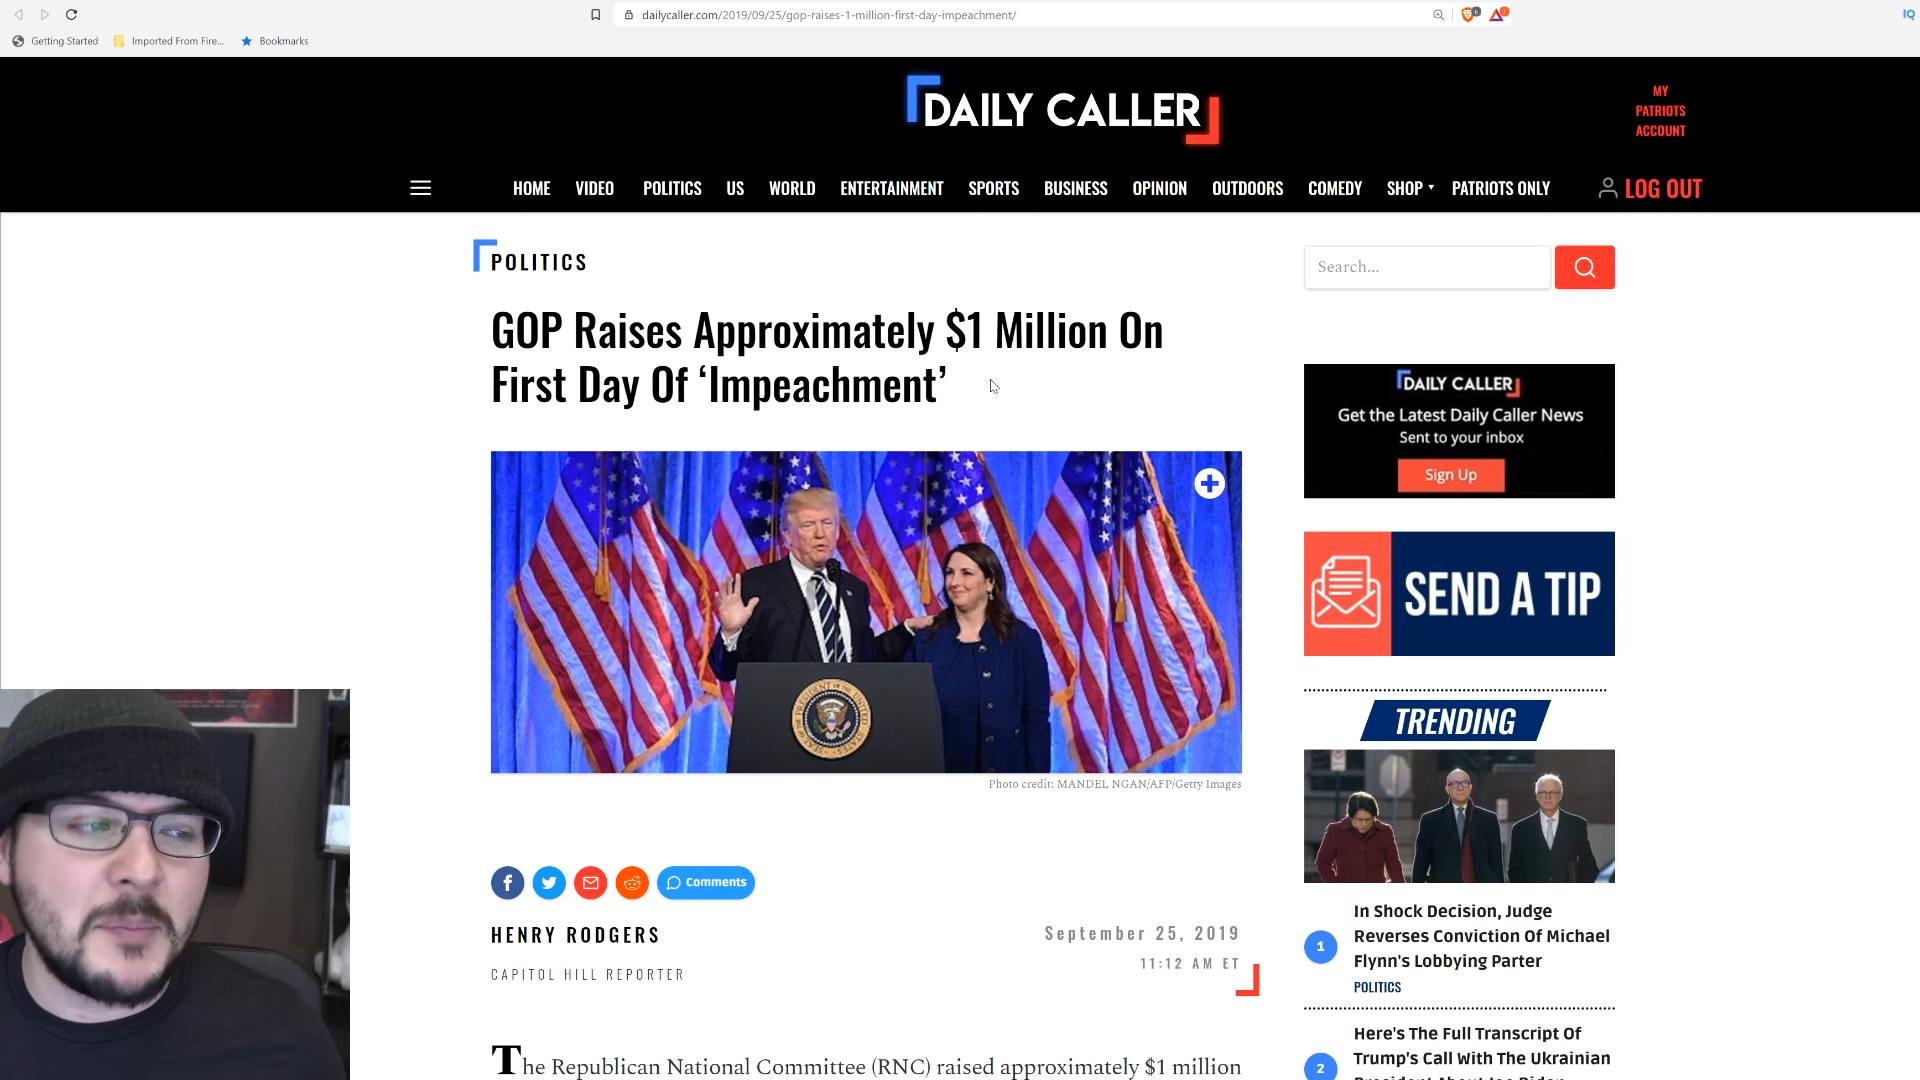 dailycaller.com/2019/09/25/gop-raises-1-million-first-day-impeachment/
IQ
Getting Started
Imported From Fire...
Bookmarks
DAILY CALLER
MY
PATRIOTS
ACCOUNT
HOME VIDEO POLITICS US WORLD ENTERTAINMENT SPORTS BUSINESS OPINION OUTDOORS COMEDY SHOP PATRIOTS ONLY LOG OUT
POLITICS
Search...
GOP Raises Approximately $1 Million On
First Day Of ‘Impeachment’
DAILY CALLER
Get the Latest Daily Caller News
Sent to your inbox
Sign Up
SEND A TIP
Photo credit: MANDEL NGAN/AFP/Getty Images
TRENDING
Comments
HENRY RODGERS
CAPITOL HILL REPORTER
September 25, 2019
11:12 AM ET
The Republican National Committee (RNC) raised approximately $1 million
1
In Shock Decision, Judge
Reverses Conviction Of Michael
Flynn's Lobbying Parter
POLITICS
2
Here's The Full Transcript Of
Trump's Call With The Ukrainian